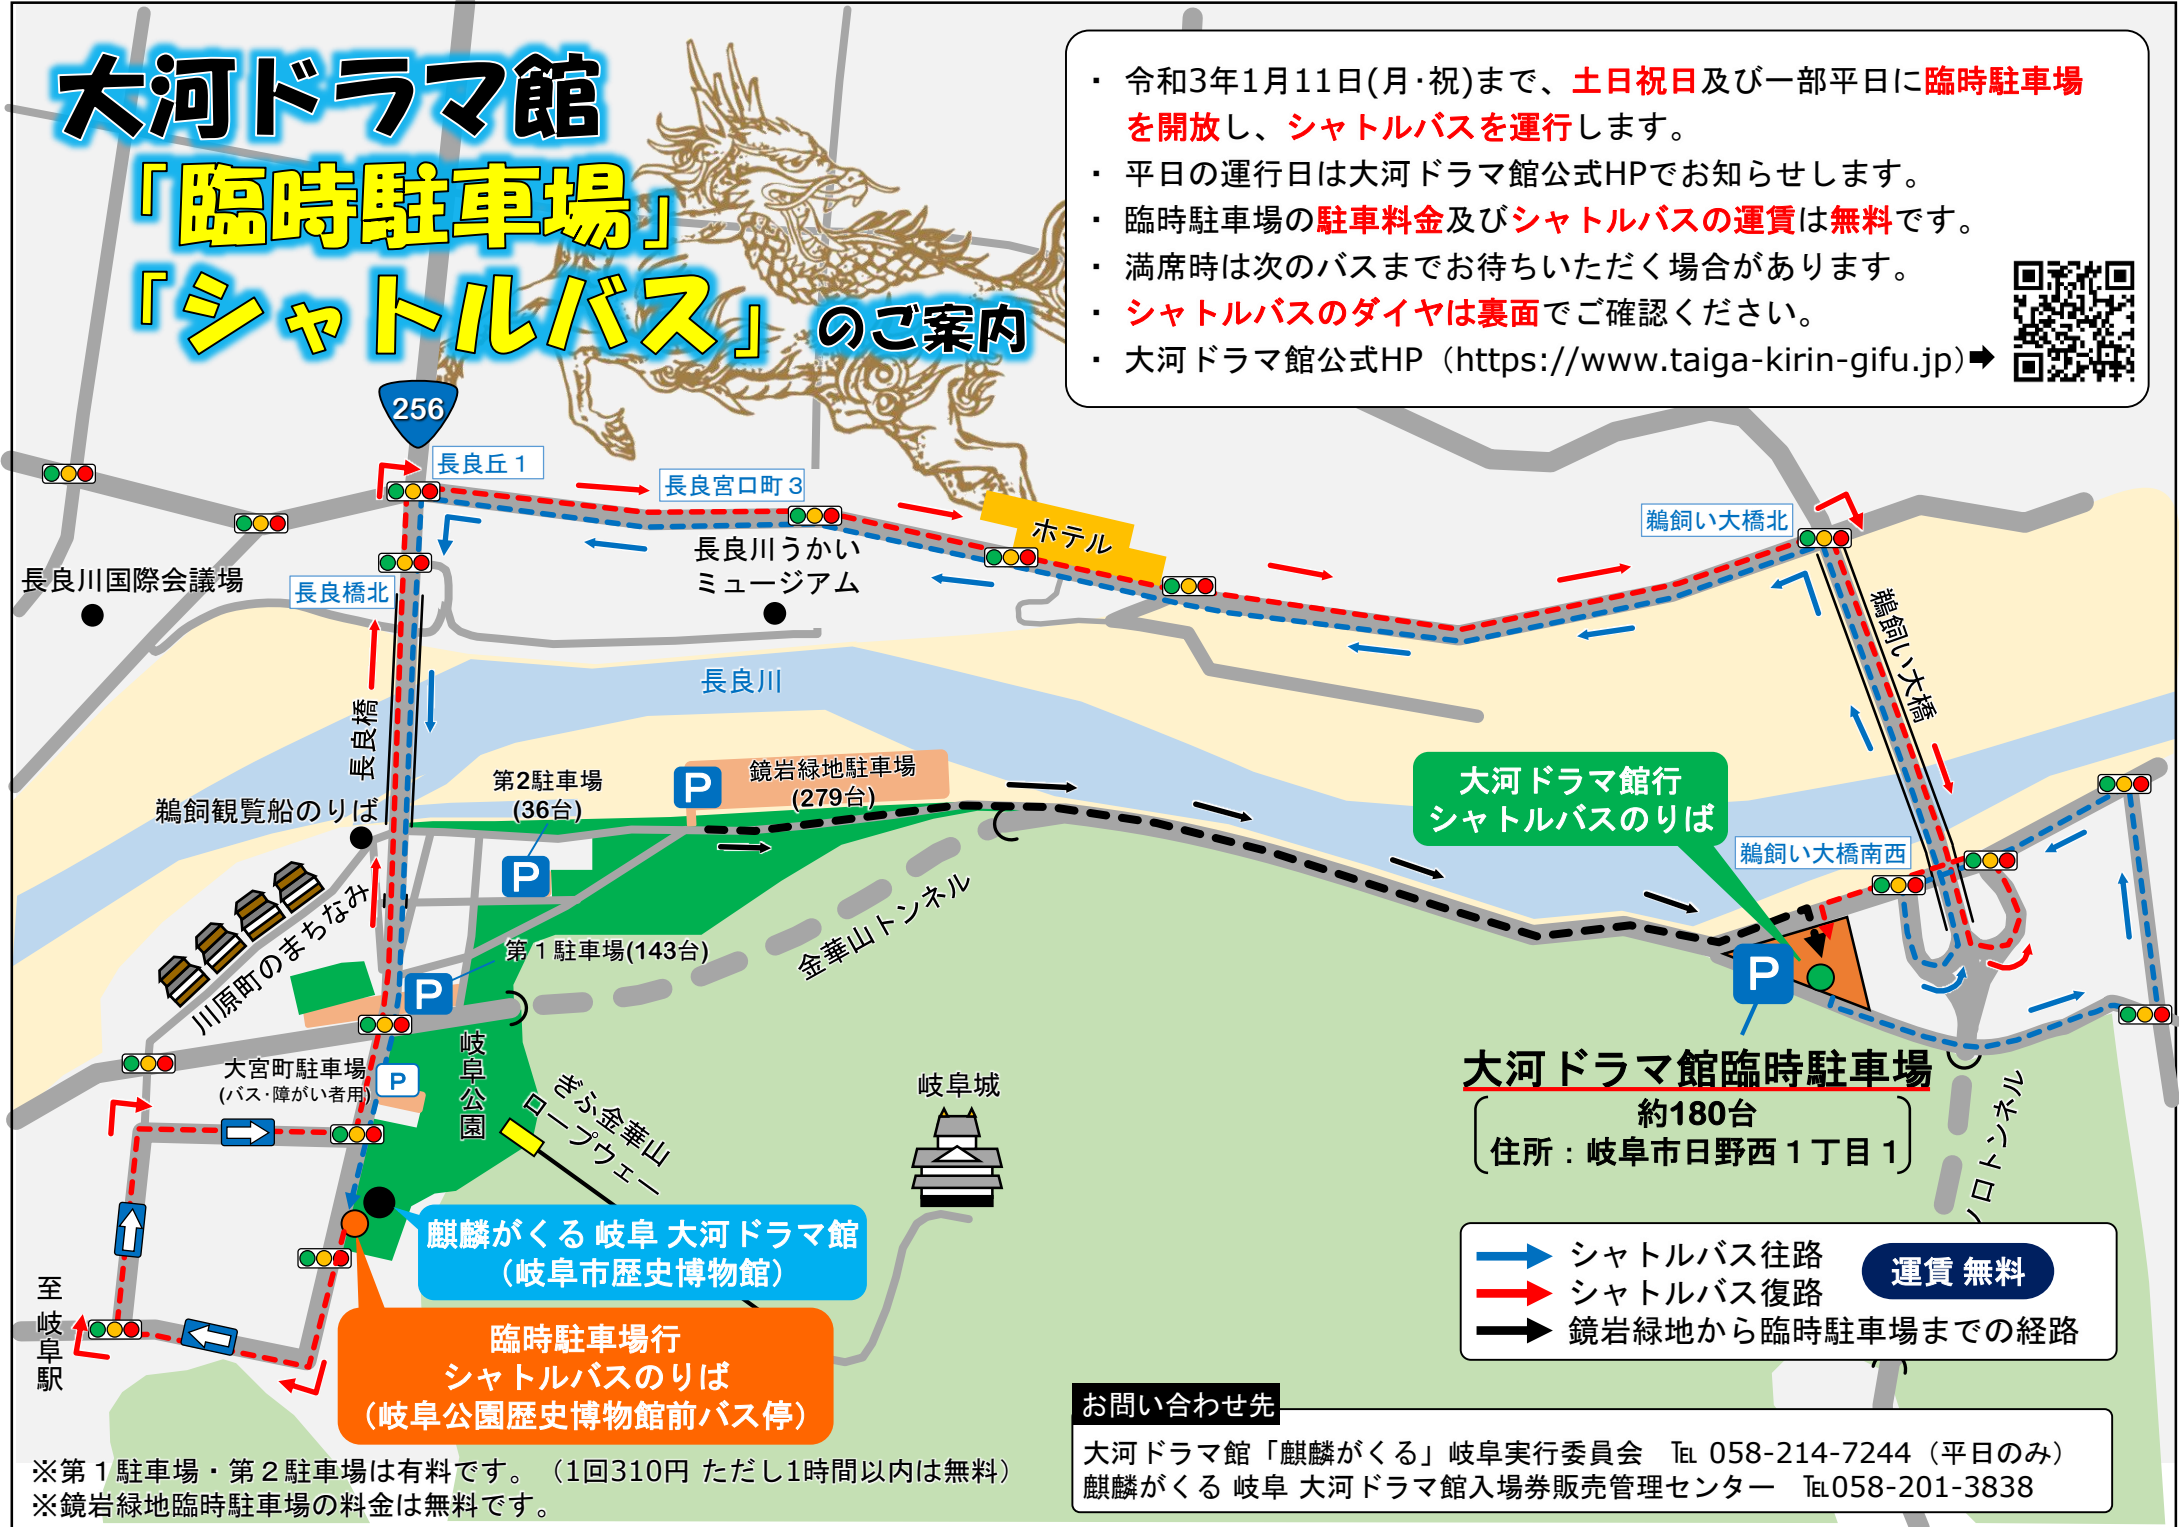 大河ドラマ館
「臨時駐車場」
「シャトルバス」のご案内
・ 令和3年1月11日(月・祝)まで、土日祝日及び一部平日に臨時駐車場
を開放し、シャトルバスを運行します。
・ 平日の運行日は大河ドラマ館公式HPでお知らせします。
・ 臨時駐車場の駐車料金及びシャトルバスの運賃は無料です。
・ 満席時は次のバスまでお待ちいただく場合があります。
・ シャトルバスのダイヤは裏面でご確認ください。
・ 大河ドラマ館公式HP（https://www.taiga-kirin-gifu.jp）➡
256
長良丘１
長良宮口町３
ホテル
鵜飼い大橋北
長良川うかい
ミュージアム
長良川国際会議場
長良橋北
鵜飼い大橋
長良川
長良橋
第2駐車場
(36台)
P
鏡岩緑地駐車場
(279台)
大河ドラマ館行
シャトルバスのりば
鵜飼観覧船のりば
鵜飼い大橋南西
P
金華山トンネル
川原町のまちなみ
第１駐車場(143台)
P
P
岐阜公園
大宮町駐車場
(バス・障がい者用)
P
ぎふ金華山
ロープウェー
岐阜城
大河ドラマ館臨時駐車場
約180台
住所：岐阜市日野西１丁目１
ノロトンネル
麒麟がくる 岐阜 大河ドラマ館
（岐阜市歴史博物館）
シャトルバス往路
シャトルバス復路
鏡岩緑地から臨時駐車場までの経路
運賃 無料
至岐阜駅
臨時駐車場行
シャトルバスのりば
（岐阜公園歴史博物館前バス停）
お問い合わせ先
大河ドラマ館「麒麟がくる」岐阜実行委員会 ℡ 058-214-7244（平日のみ）
麒麟がくる 岐阜 大河ドラマ館入場券販売管理センター ℡058-201-3838
※第１駐車場・第２駐車場は有料です。（1回310円 ただし1時間以内は無料）
※鏡岩緑地臨時駐車場の料金は無料です。